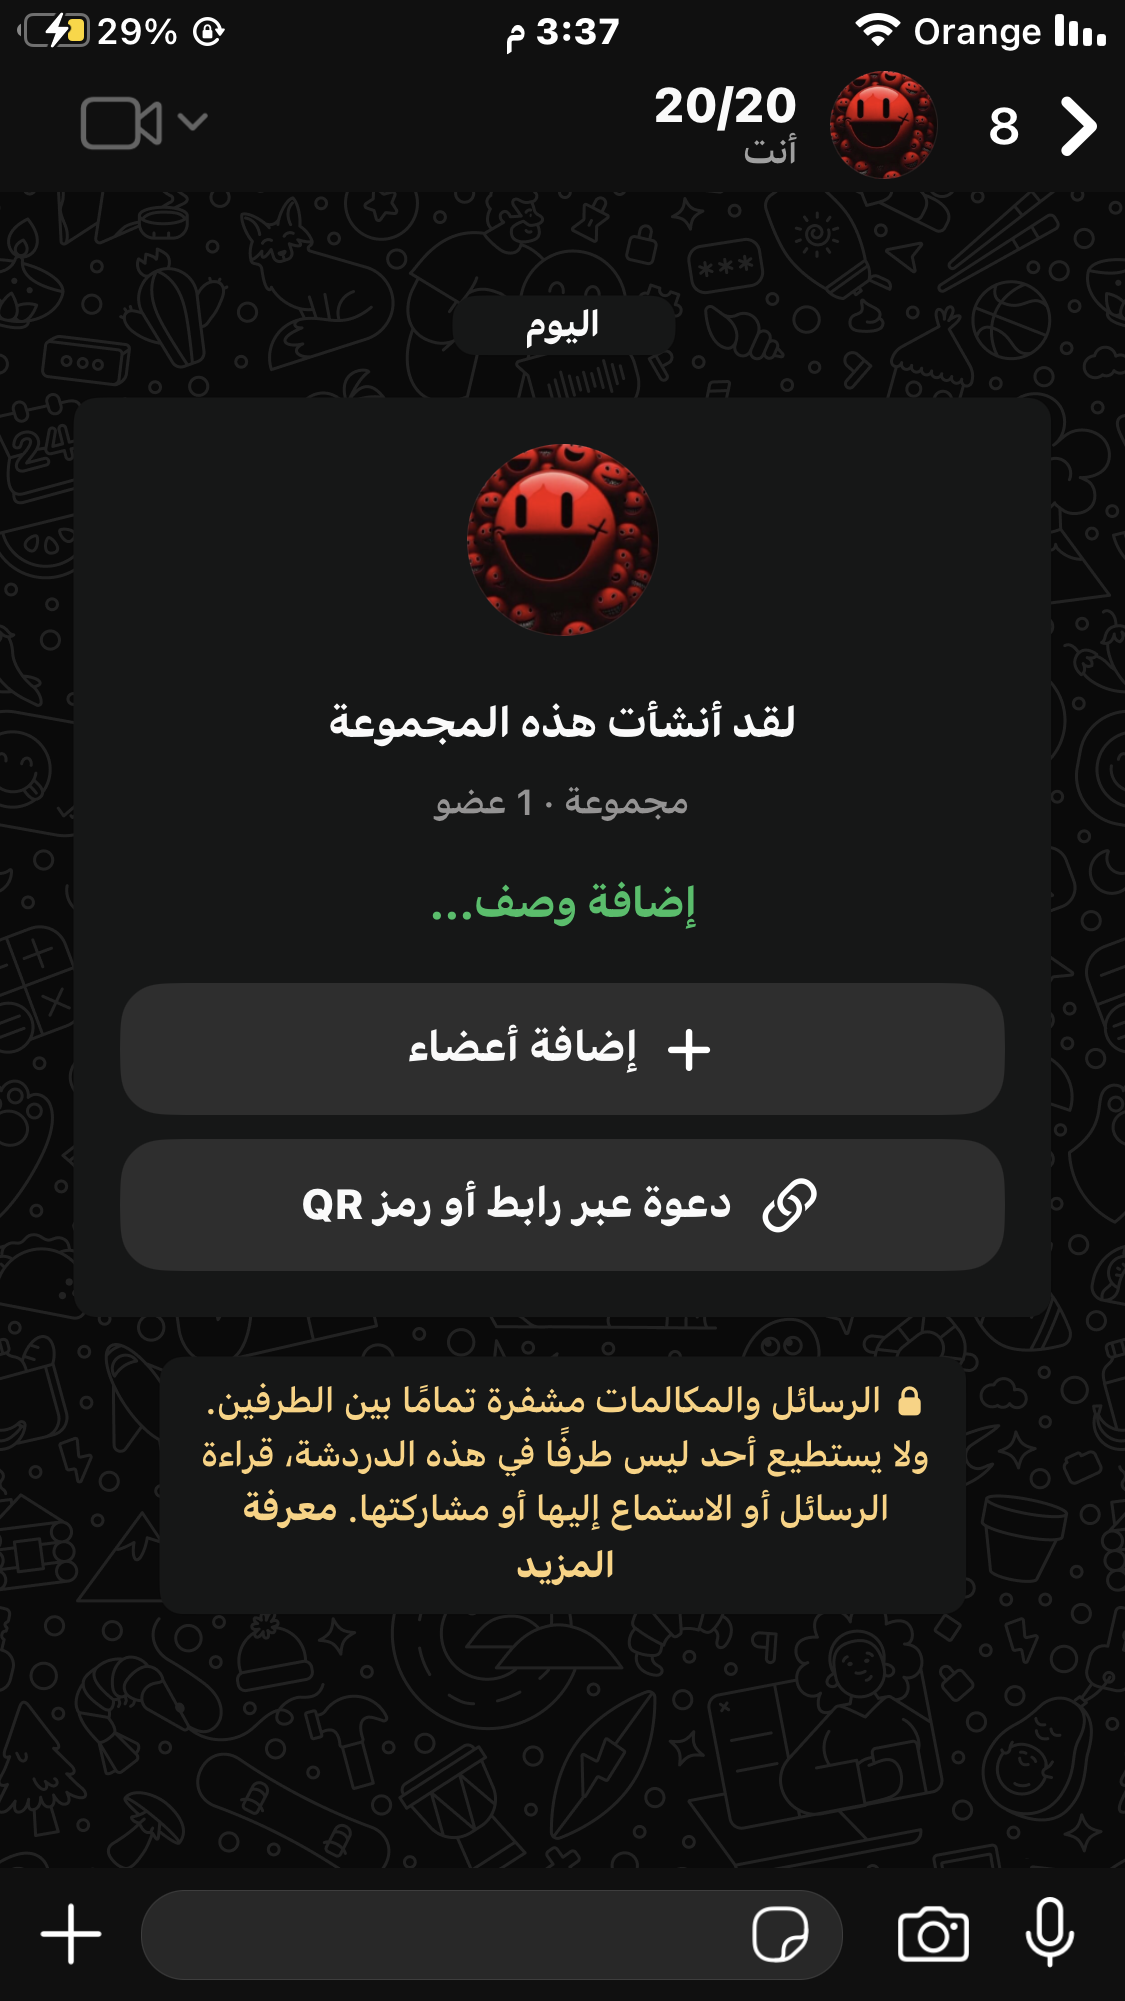 29%
3:37 م
Orange
20/20
أنت
8
اليوم
24
لقد أنشأت هذه المجموعة
مجموعة · 1 عضو
إضافة وصف...
إضافة أعضاء
دعوة عبر رابط أو رمز QR
الرسائل والمكالمات مشفرة تمامًا بين الطرفين.
ولا يستطيع أحد ليس طرفًا في هذه الدردشة، قراءة
الرسائل أو الاستماع إليها أو مشاركتها. معرفة
المزيد